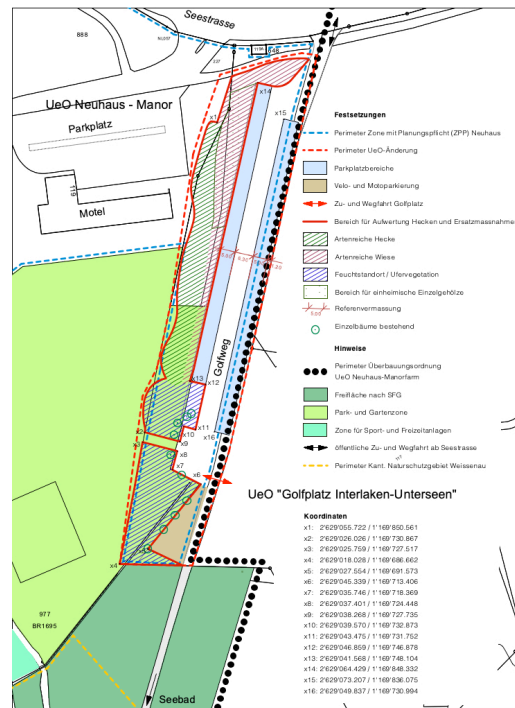 Seestrasse
888
227
648
UeO Neuhaus - Manor
Parkplatz
119
Motel
x14
x15
x1
Golfweg
x13
x12
x11
x10
x16
x2
x9
x3
x8
x7
x6
x4
977
BR1695
Seebad
Festsetzungen
Perimeter Zone mit Planungspflicht (ZPP) Neuhaus
Perimeter UeO-Änderung
Parkplatzbereiche
Velo- und Motoparkierung
Zu- und Wegfahrt Golfplatz
Bereich für Aufwertung Hecken und Ersatzmassnahme
Artenreiche Hecke
Artenreiche Wiese
Feuchtstandort / Ufervegetation
Bereich für einheimische Einzelgehölze
Referenvermassung
5.00
Einzelbäume bestehend
Hinweise
Perimeter Überbauungsordnung
UeO Neuhaus-Manorfarm
Freifläche nach SFG
Park- und Gartenzone
Zone für Sport- und Freizeitanlagen
öffentliche Zu- und Wegfahrt ab Seestrasse
Perimeter Kant. Naturschutzgebiet Weissenau
UeO "Golfplatz Interlaken-Unterseen"
Koordinaten
x1: 2'629'055.722 / 1'169'850.561
x2: 2'629'026.026 / 1'169'730.867
x3: 2'629'025.759 / 1'169'727.517
x4: 2'629'018.028 / 1'169'686.662
x5: 2'629'027.554 / 1'169'691.573
x6: 2'629'045.339 / 1'169'713.406
x7: 2'629'035.746 / 1'169'718.369
x8: 2'629'037.401 / 1'169'724.448
x9: 2'629'038.268 / 1'169'727.735
x10: 2'629'039.570 / 1'169'732.873
x11: 2'629'043.475 / 1'169'731.752
x12: 2'629'046.859 / 1'169'746.878
x13: 2'629'041.568 / 1'169'748.104
x14: 2'629'064.429 / 1'169'848.332
x15: 2'629'073.207 / 1'169'836.075
x16: 2'629'049.837 / 1'169'730.994